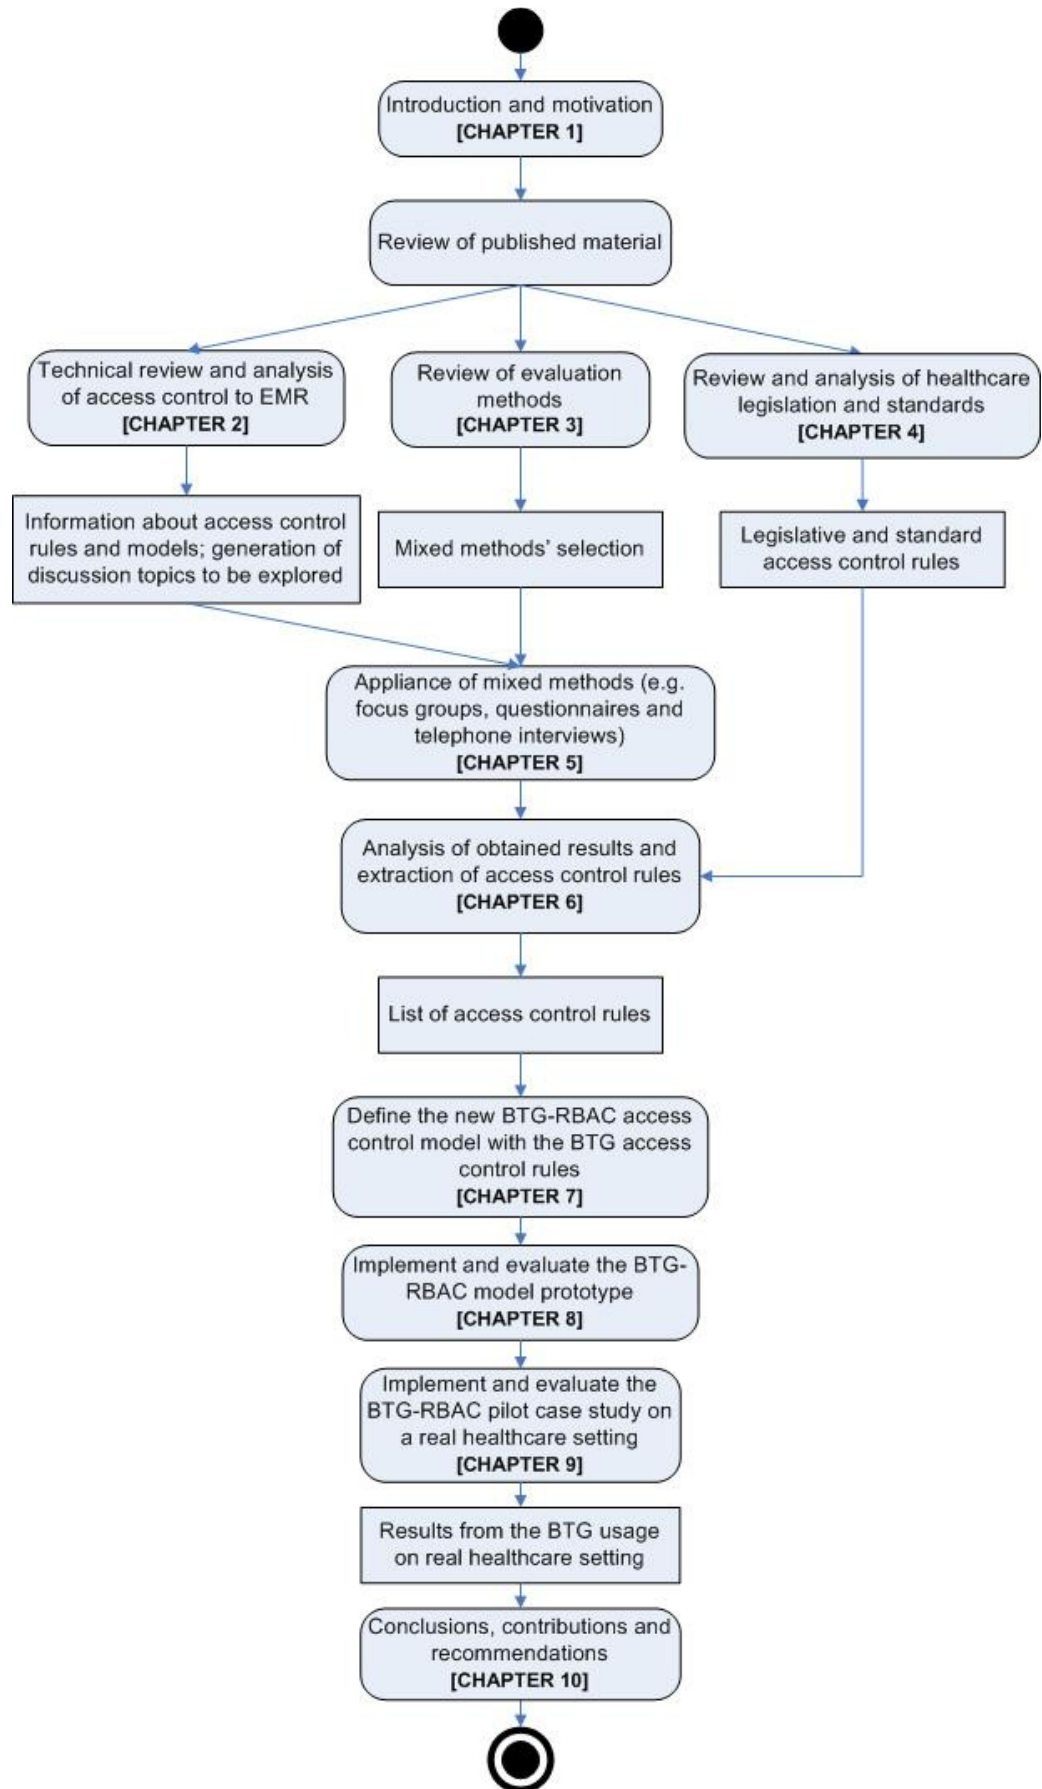 Introduction and motivation
[CHAPTER 1]
Review of published material
Technical review and analysis
of access control to EMR
[CHAPTER 2]
Review of evaluation
methods
[CHAPTER 3]
Review and analysis of healthcare
legislation and standards
[CHAPTER 4]
Information about access control
rules and models; generation of
discussion topics to be explored
Mixed methods' selection
Legislative and standard
access control rules
Appliance of mixed methods (e.g.
focus groups, questionnaires and
telephone interviews)
[CHAPTER 5]
Analysis of obtained results and
extraction of access control rules
[CHAPTER 6]
List of access control rules
Define the new BTG-RBAC access
control model with the BTG access
control rules
[CHAPTER 7]
Implement and evaluate the BTG-
RBAC model prototype
[CHAPTER 8]
Implement and evaluate the
BTG-RBAC pilot case study on
a real healthcare setting
[CHAPTER 9]
Results from the BTG usage
on real healthcare setting
Conclusions, contributions and
recommendations
[CHAPTER 10]